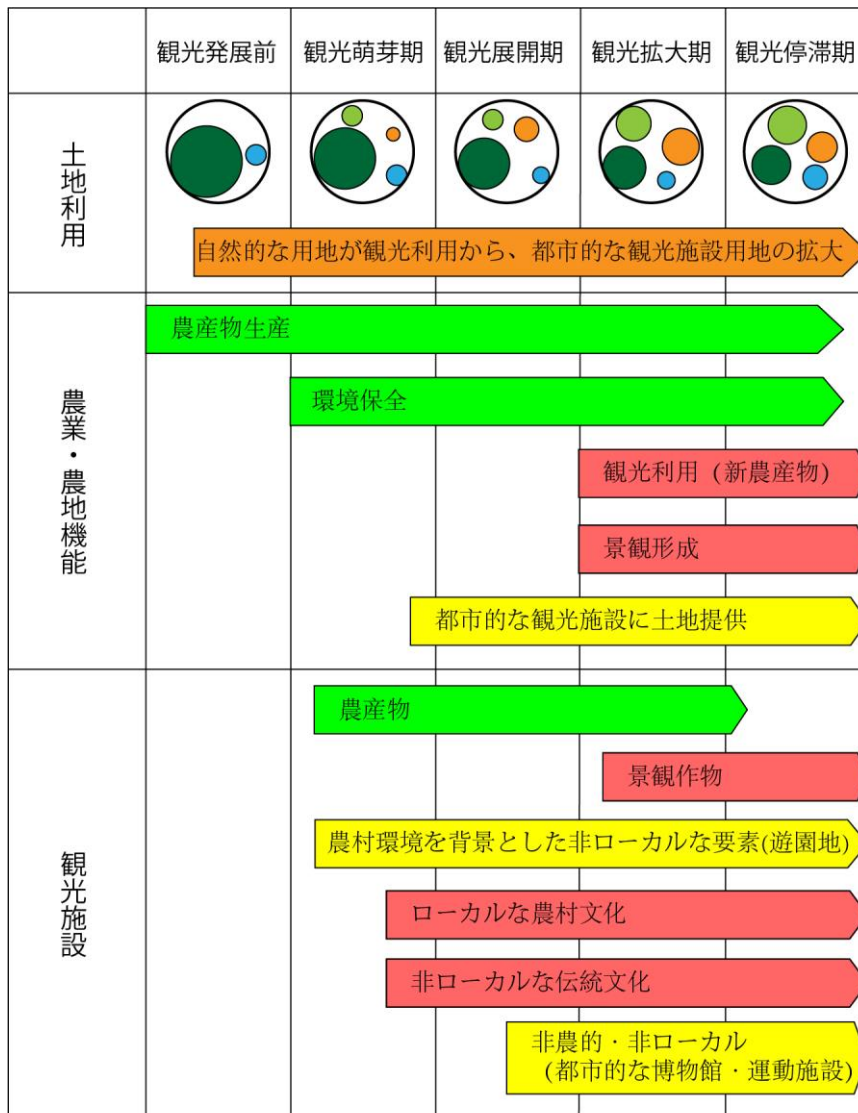 観光発展前 観光萌芽期 観光展開期 観光拡大期 観光停滞期
土地利用
自然的な用地が観光利用から、都市的な観光施設用地の拡大
農業・農地機能
農産物生産
環境保全
観光利用（新農産物）
景観形成
都市的な観光施設に土地提供
観光施設
農産物
景観作物
農村環境を背景とした非ローカルな要素(遊園地)
ローカルな農村文化
非ローカルな伝統文化
非農的・非ローカル
(都市的な博物館・運動施設)